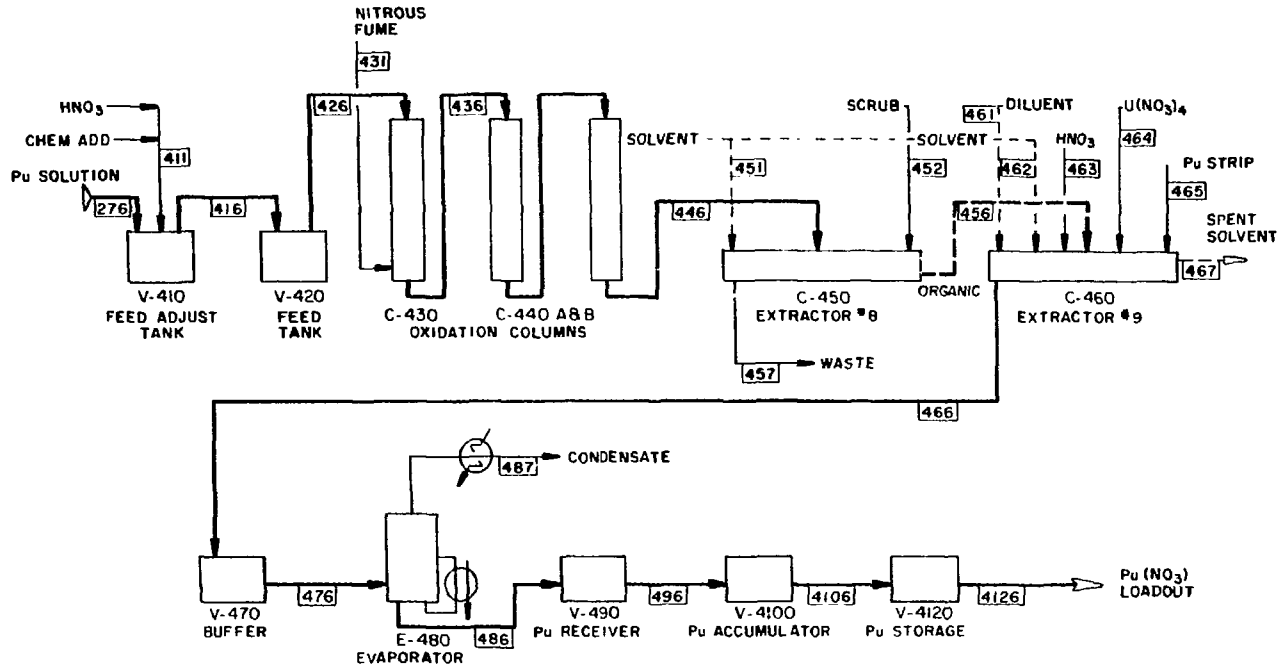 NITROUS
FUME
431
HNO₃
CHEM ADD
411
Pu SOLUTION
276
416
426
436
SCRUB
461
DILUENT
U(NO₃)₄
SOLVENT
SOLVENT
HNO₃
464
451
452
462
463
Pu STRIP
465
446
456
SPENT
SOLVENT
467
ORGANIC
V-410
FEED ADJUST
TANK
V-420
FEED
TANK
C-430
C-440 A&B
OXIDATION COLUMNS
C-450
EXTRACTOR #8
C-460
EXTRACTOR #9
457
WASTE
466
487
CONDENSATE
V-470
BUFFER
476
E-480
EVAPORATOR
486
V-490
Pu RECEIVER
496
V-4100
Pu ACCUMULATOR
4106
V-4120
Pu STORAGE
4126
Pu(NO₃)
LOADOUT